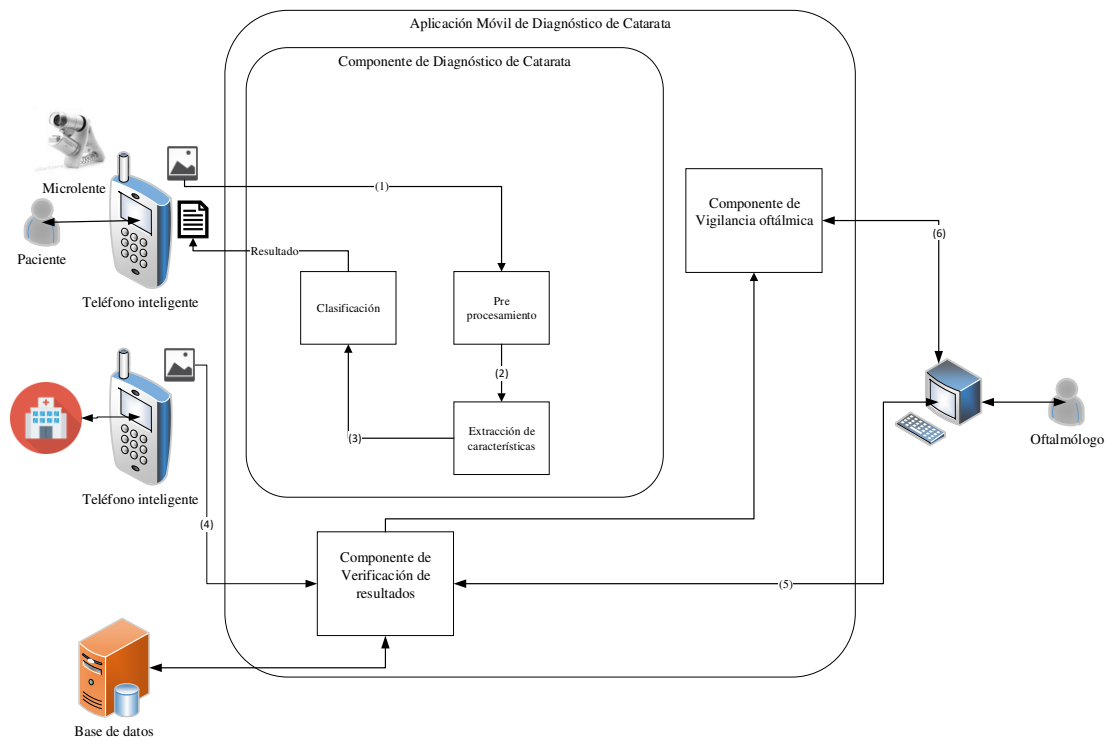 Aplicación Móvil de Diagnóstico de Catarata
Componente de Diagnóstico de Catarata
Microlente
Paciente
Teléfono inteligente
(1)
Resultado
Clasificación
Pre
procesamiento
(2)
(3)
Extracción de
características
Componente de
Vigilancia oftálmica
(6)
Teléfono inteligente
(4)
Oftalmólogo
Componente de
Verificación de
resultados
(5)
Base de datos